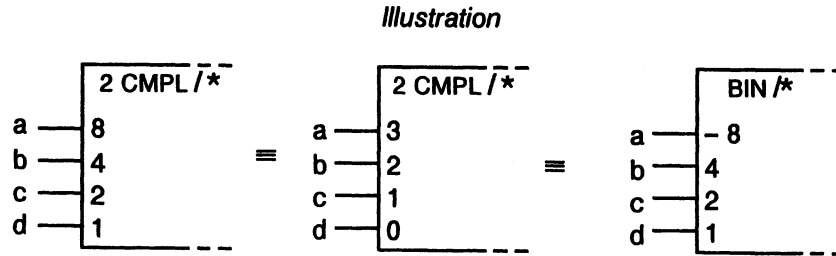 Illustration
2 CMPL/*
a 8
b 4
c 2
d 1
≡
2 CMPL/*
a 3
b 2
c 1
d 0
≡
BIN/*
a -8
b 4
c 2
d 1